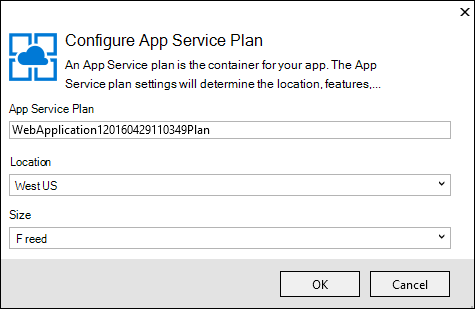 Configure App Service Plan
An App Service plan is the container for your app. The App
Service plan settings will determine the location, features,...
App Service Plan
WebApplication120160429110349Plan
Location
West US
Size
F reed
OK
Cancel